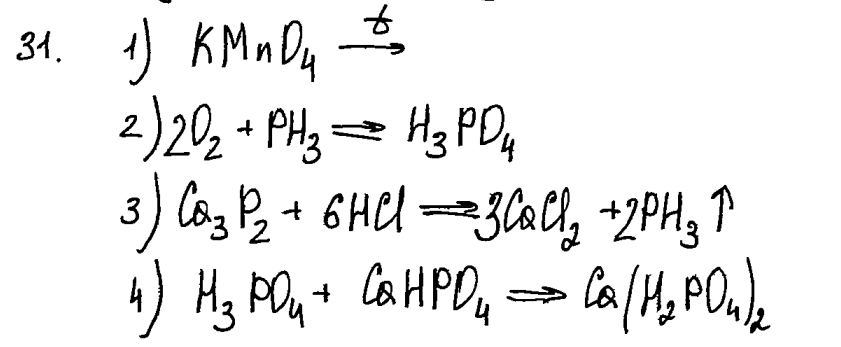 31. 1) KMnO₄ —t→
2) 2O₂ + PH₃ ⇒ H₃PO₄
3) Ca₃P₂ + 6HCl ⇒ 3CaCl₂ + 2PH₃↑
4) H₃PO₄ + CaHPO₄ ⇒ Ca(H₂PO₄)₂